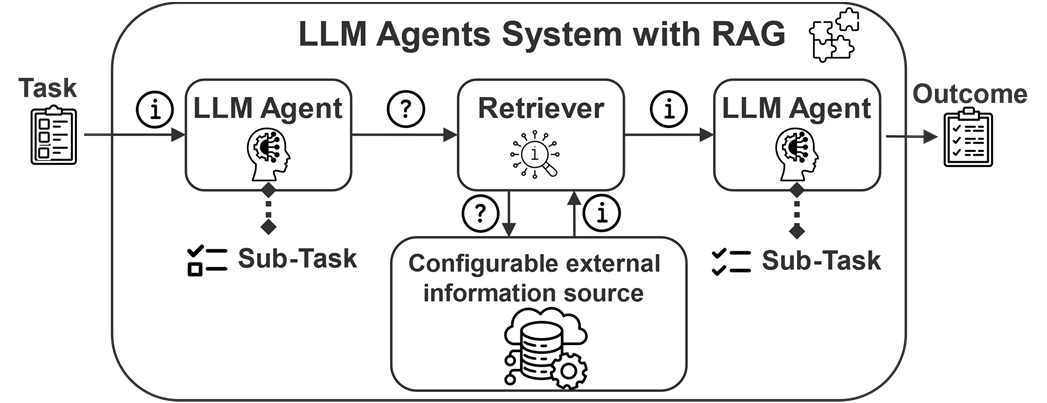 LLM Agents System with RAG
Task
i
LLM Agent
?
Retriever
i
i
LLM Agent
Outcome
?
i
Sub-Task
Configurable external
information source
Sub-Task